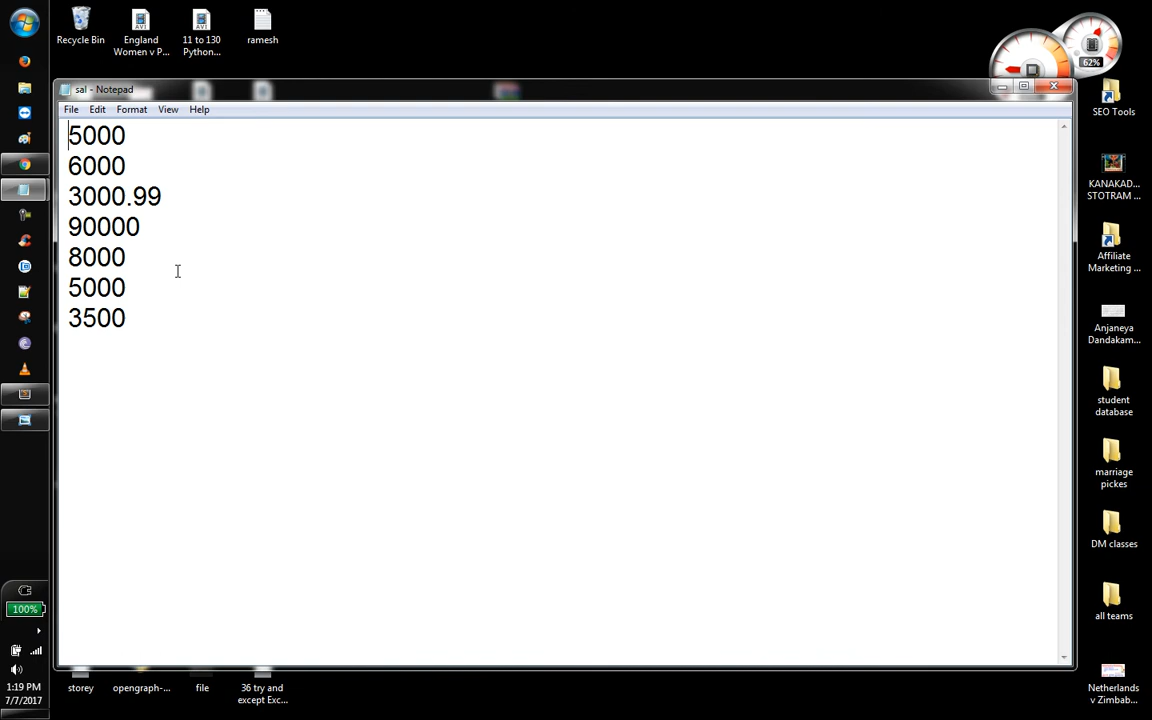 Recycle Bin
England
Women v P...
11 to 130
Python...
ramesh
62%
sal - Notepad
File Edit Format View Help
5000
6000
3000.99
90000
8000
5000
3500
SEO Tools
KANAKAD...
STOTRAM ...
Affiliate
Marketing ...
Anjaneya
Dandakam...
student
database
marriage
pickes
DM classes
all teams
Netherlands
v Zimbab...
storey
opengraph-...
file
36 try and
except Exc...
100%
1:19 PM
7/7/2017